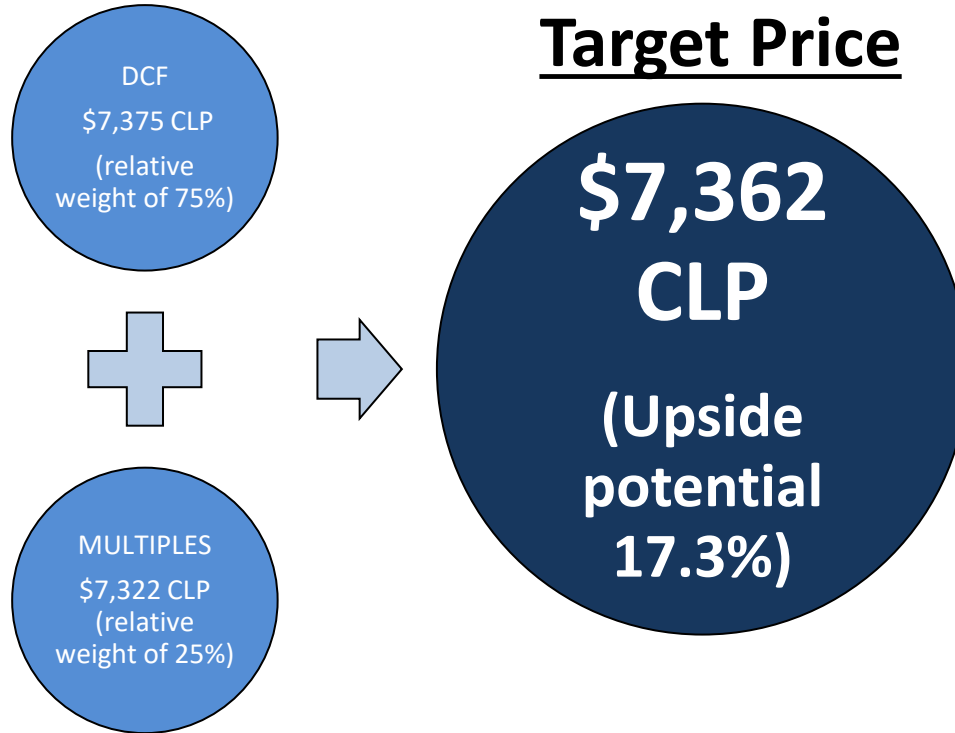 DCF
$7,375 CLP
(relative
weight of 75%)
MULTIPLES
$7,322 CLP
(relative
weight of 25%)
Target Price
$7,362
CLP
(Upside
potential
17.3%)